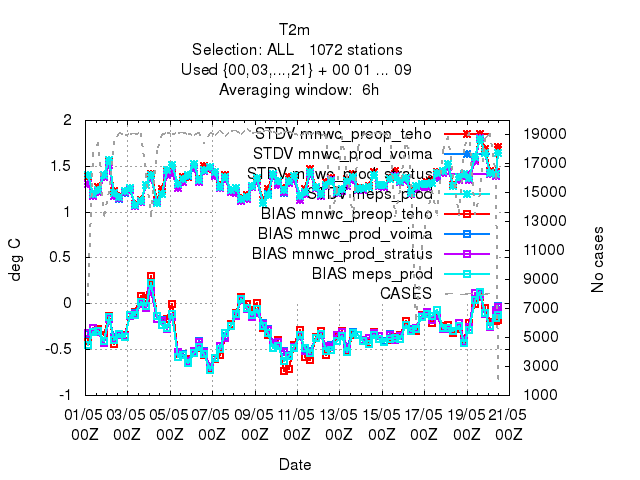 T2m
Selection: ALL   1072 stations
Used {00,03,...,21} + 00 01 ... 09
Averaging window:  6h
2
1.5
1
0.5
0
-0.5
-1
deg C
STDV mnwc_preop_teho
STDV mnwc_prod_voima
STDV mnwc_prod_stratus
STDV meps_prod
BIAS mnwc_preop_teho
BIAS mnwc_prod_voima
BIAS mnwc_prod_stratus
BIAS meps_prod
CASES
19000
17000
15000
13000
11000
9000
7000
5000
3000
1000
No cases
01/05 03/05 05/05 07/05 09/05 11/05 13/05 15/05 17/05 19/05 21/05
00Z 00Z 00Z 00Z 00Z 00Z 00Z 00Z 00Z 00Z 00Z
Date